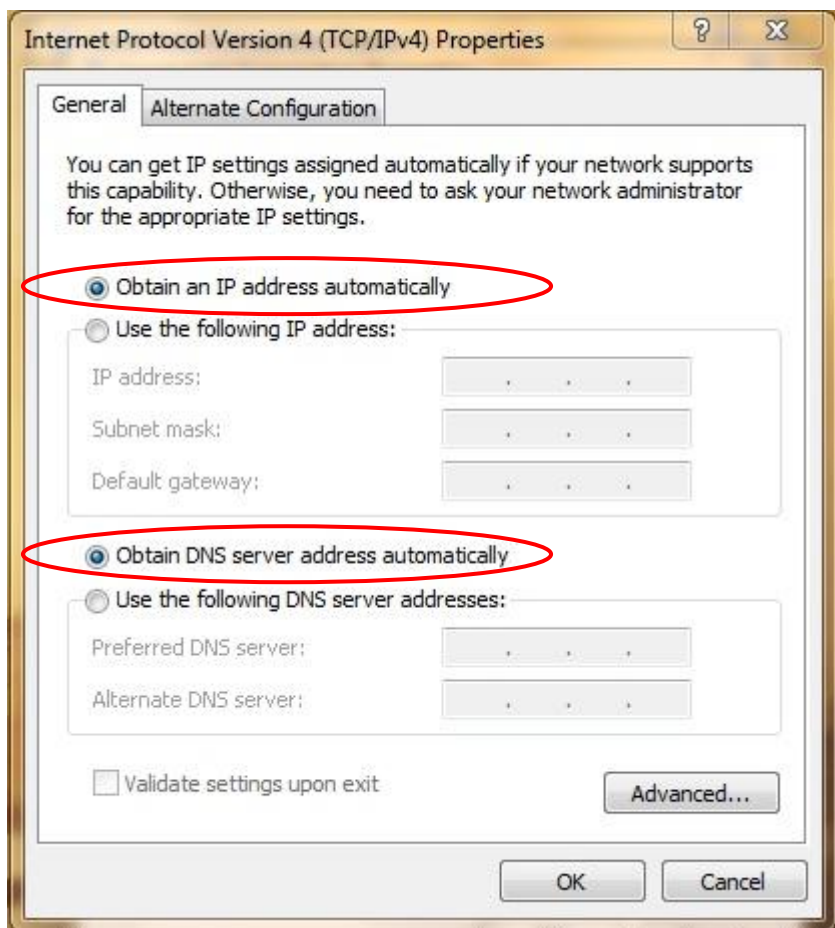 Internet Protocol Version 4 (TCP/IPv4) Properties
General
Alternate Configuration
You can get IP settings assigned automatically if your network supports
this capability. Otherwise, you need to ask your network administrator
for the appropriate IP settings.
Obtain an IP address automatically
Use the following IP address:
IP address:
Subnet mask:
Default gateway:
Obtain DNS server address automatically
Use the following DNS server addresses:
Preferred DNS server:
Alternate DNS server:
Validate settings upon exit
Advanced...
OK
Cancel